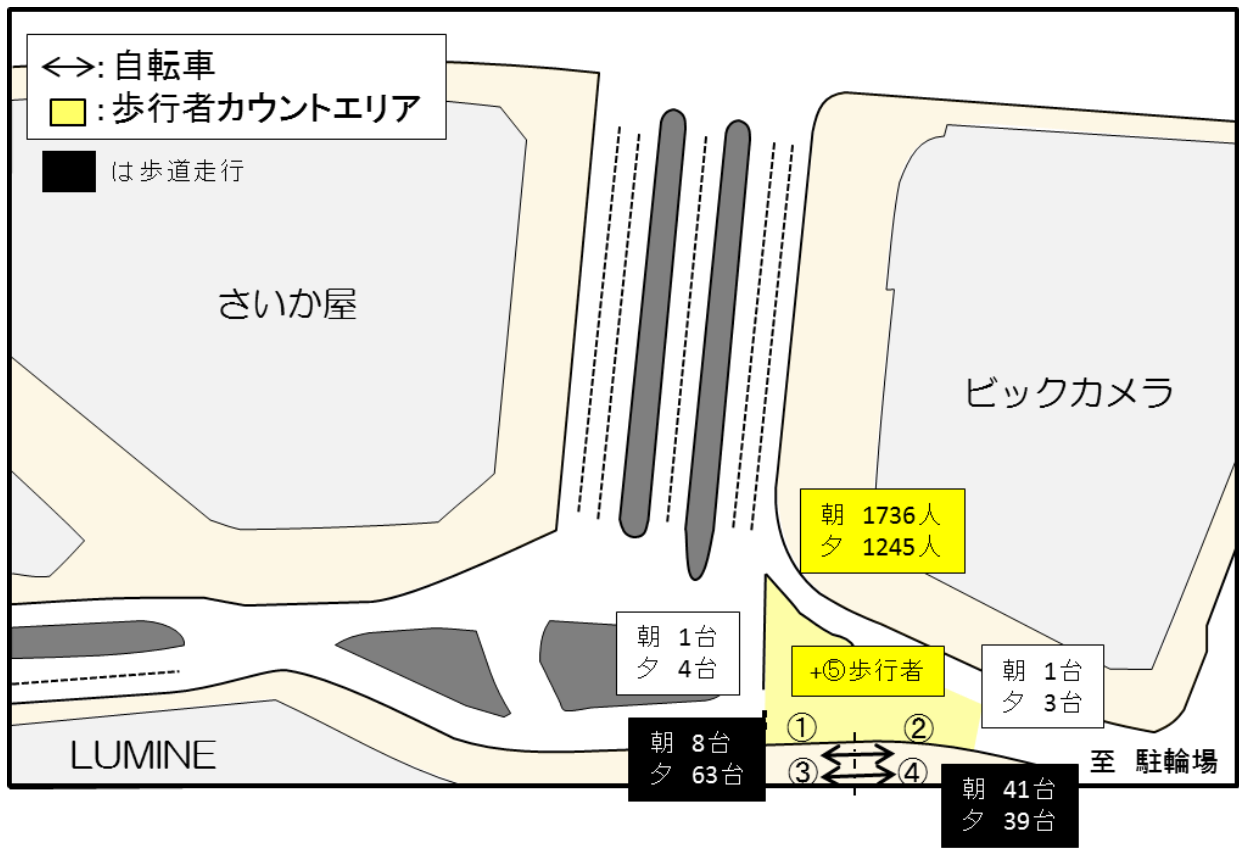 ↔: 自転車
: 歩行者カウントエリア
は歩道走行
さいか屋
ビックカメラ
朝 1736人
夕 1245人
朝 1台
夕 4台
+⑤歩行者
朝 1台
夕 3台
① ②
朝 8台
夕 63台
③ ④
LUMINE
至 駐輪場
朝 41台
夕 39台